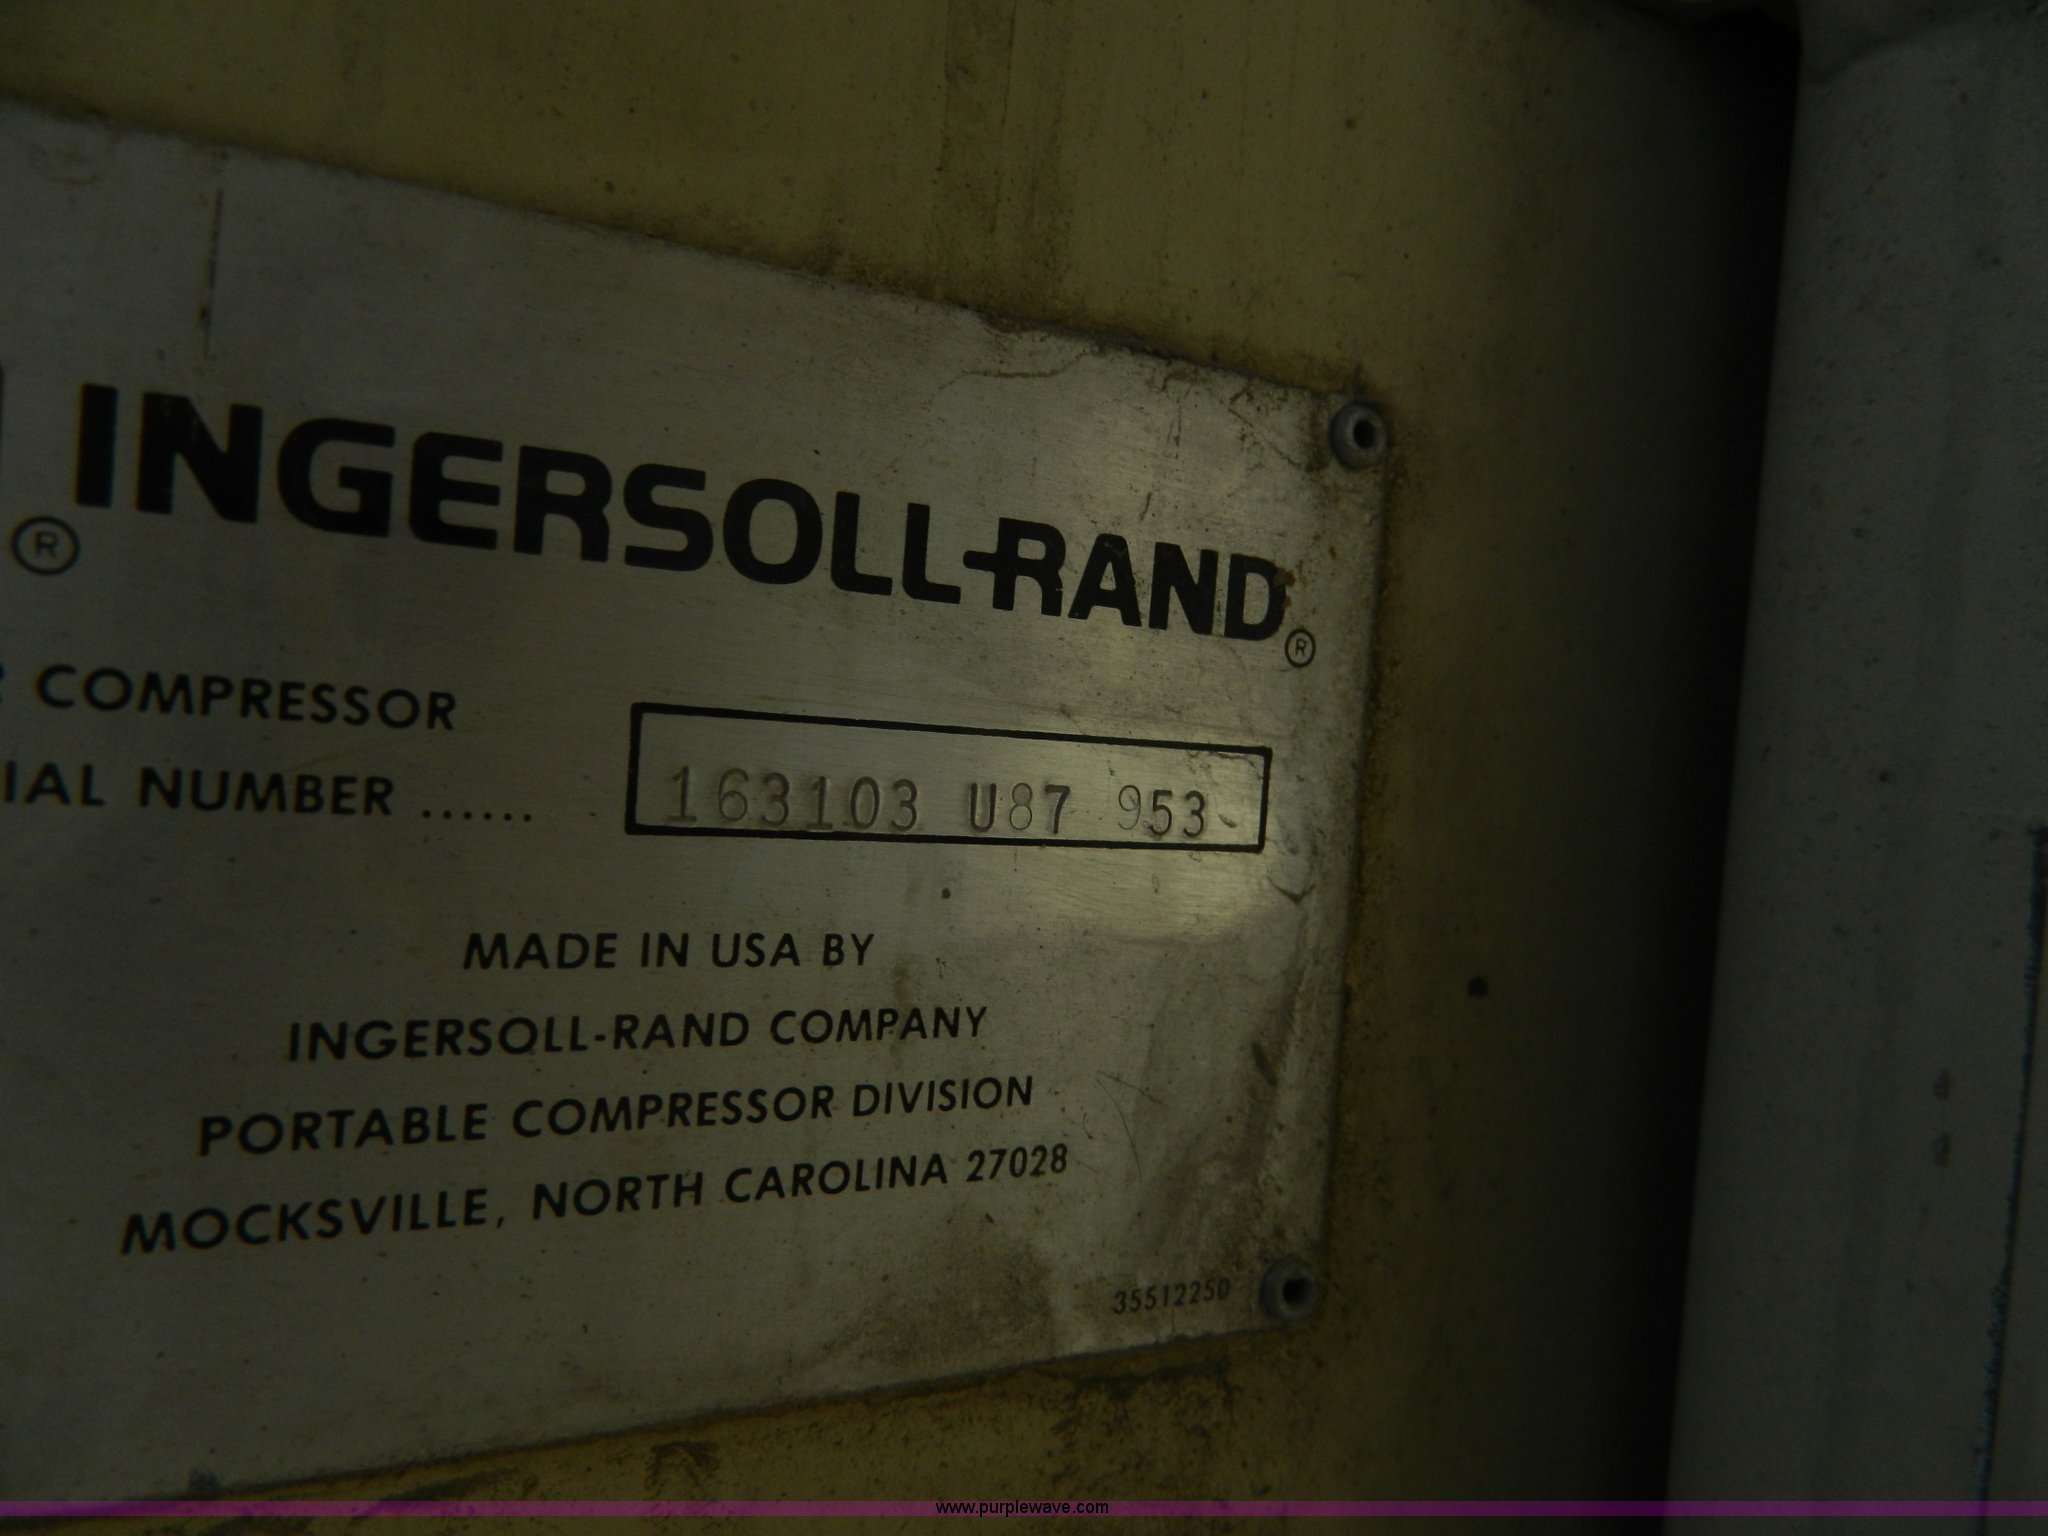 INGERSOLL-RAND®
®
R COMPRESSOR
IAL NUMBER ...... 163103 U87 953
MADE IN USA BY
INGERSOLL-RAND COMPANY
PORTABLE COMPRESSOR DIVISION
MOCKSVILLE, NORTH CAROLINA 27028
35512250
www.purplewave.com